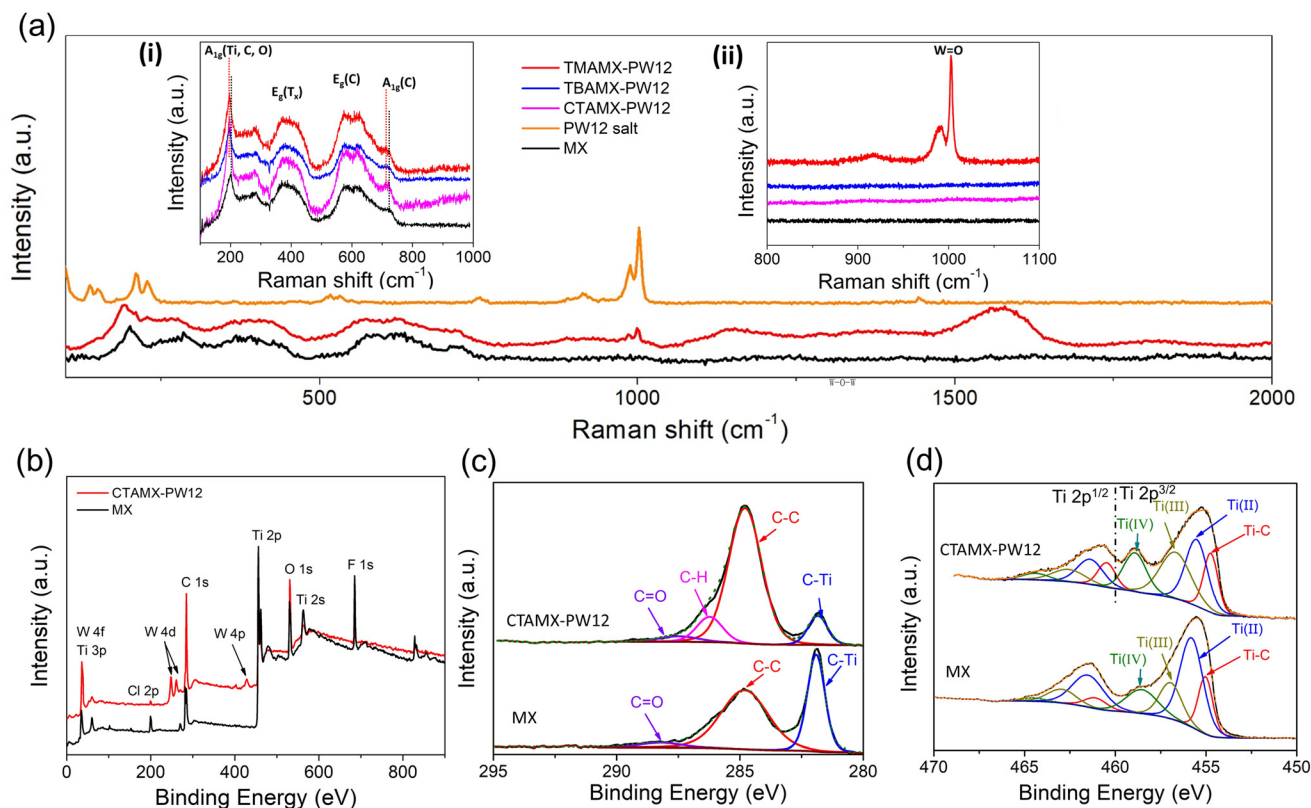 (a)
(i)
A1g(Ti, C, O)
Eg(Tx)
Eg(C)
A1g(C)
Intensity (a.u.)
200 400 600 800 1000
Raman shift (cm-1)
TMAMX-PW12
TBAMX-PW12
CTAMX-PW12
PW12 salt
MX
(ii)
W=O
Intensity (a.u.)
800 900 1000 1100
Raman shift (cm-1)
Intensity (a.u.)
500 1000 1500 2000
W-O-W
Raman shift (cm-1)
(b)
CTAMX-PW12
MX
Ti 2p
C 1s
O 1s
F 1s
Ti 2s
W 4f
Ti 3p
W 4d
W 4p
Cl 2p
Intensity (a.u.)
0 200 400 600 800
Binding Energy (eV)
(c)
C-C
C-H
C=O
C-Ti
CTAMX-PW12
C-C
C-Ti
C=O
MX
Intensity (a.u.)
295 290 285 280
Binding Energy (eV)
(d)
Ti 2p1/2 Ti 2p3/2
Ti(IV)
Ti(III)
Ti(II)
Ti-C
CTAMX-PW12
Ti(IV)
Ti(III)
Ti(II)
Ti-C
MX
Intensity (a.u.)
470 465 460 455 450
Binding Energy (eV)